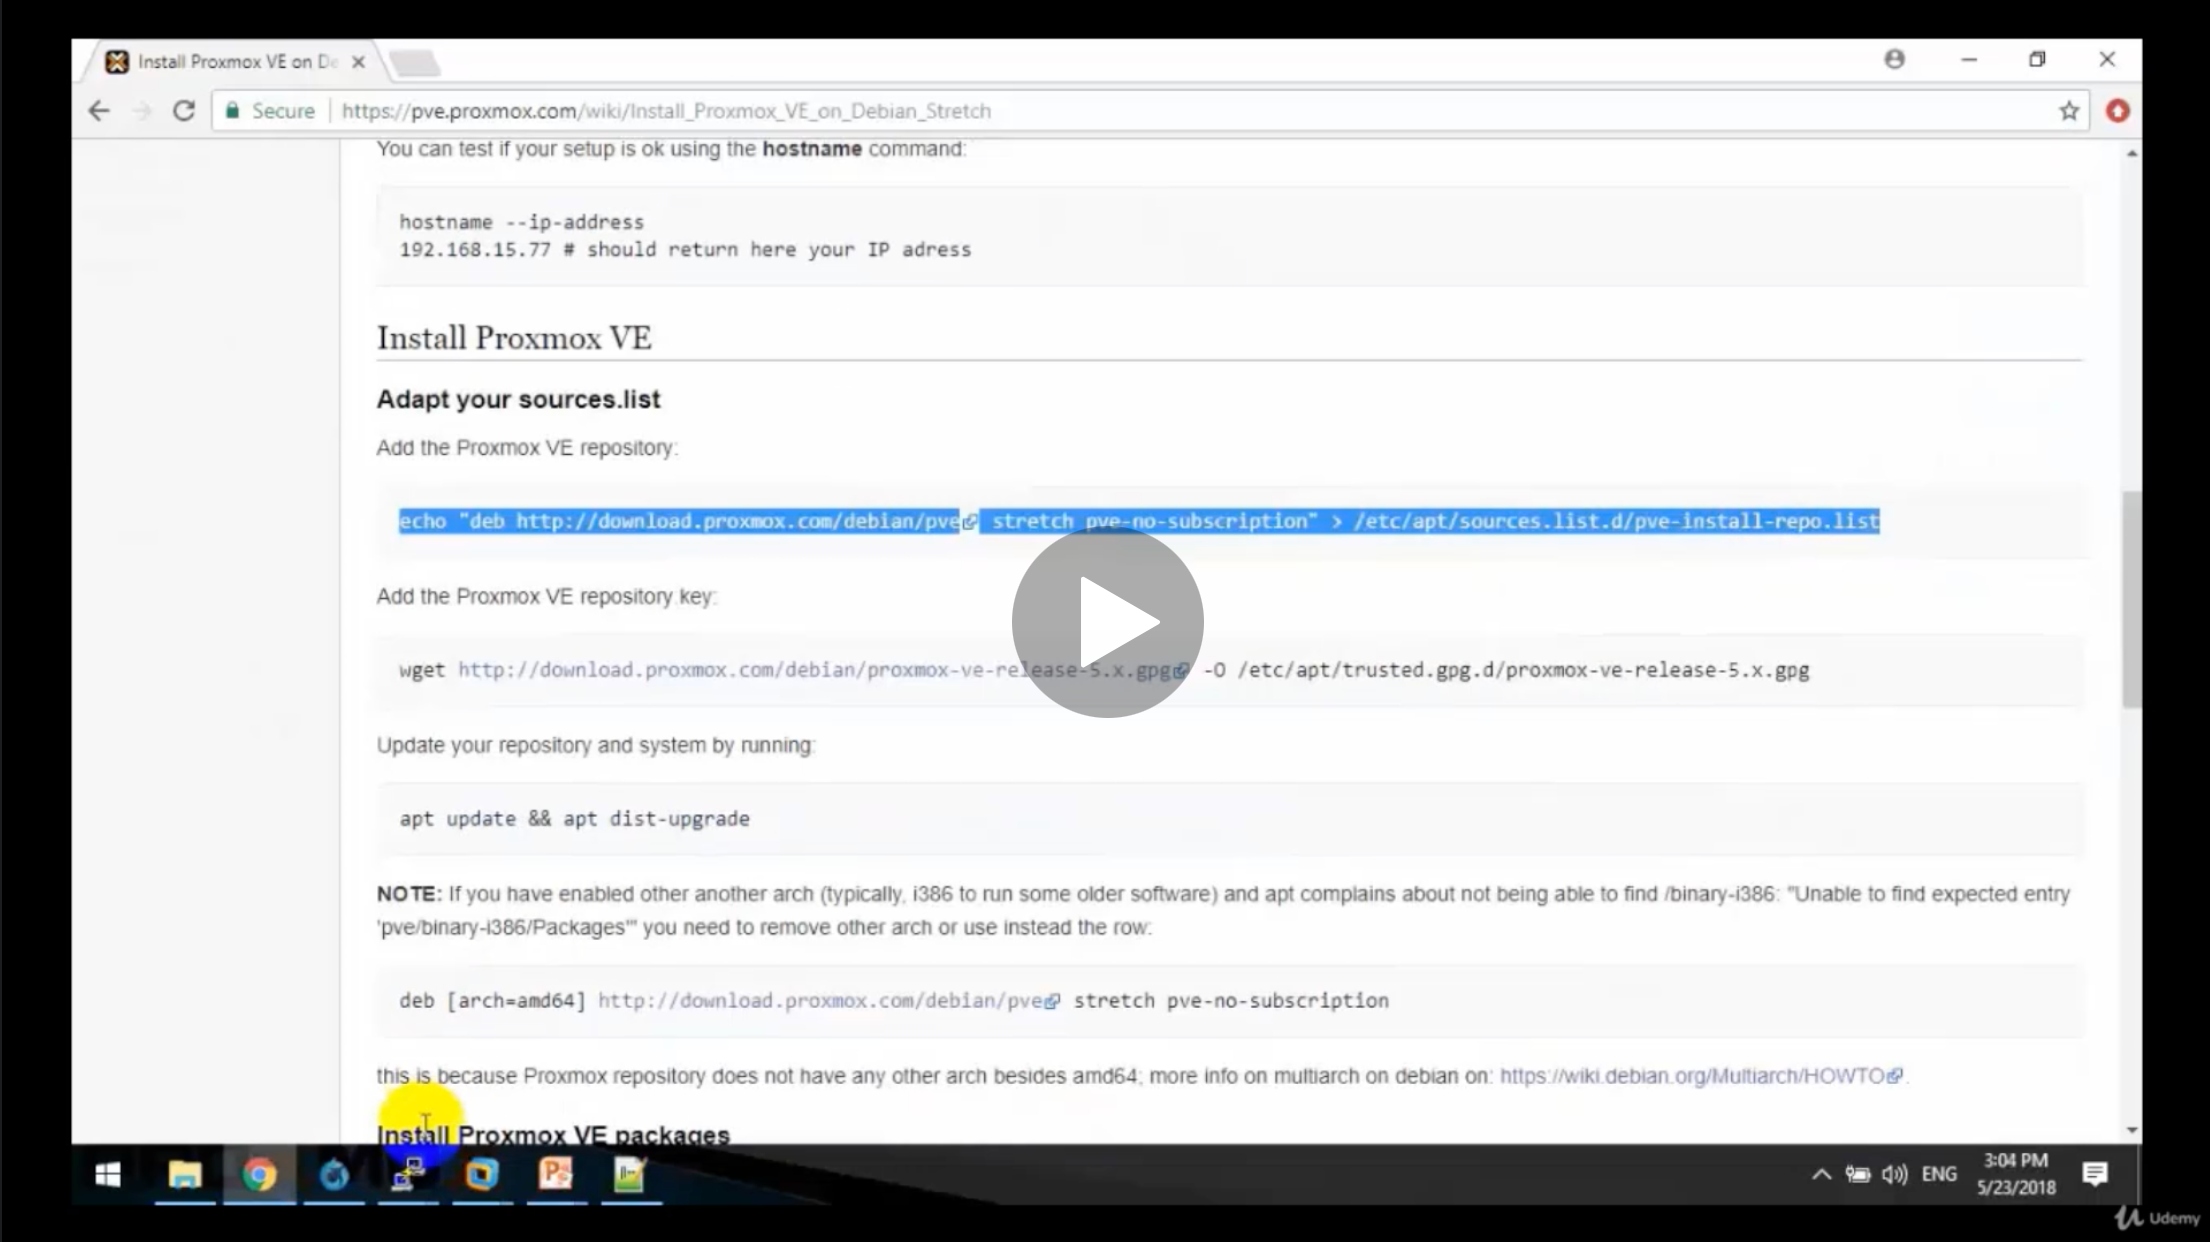 Install Proxmox VE on De
Secure https://pve.proxmox.com/wiki/Install_Proxmox_VE_on_Debian_Stretch
You can test if your setup is ok using the hostname command:
hostname --ip-address
192.168.15.77 # should return here your IP adress
Install Proxmox VE
Adapt your sources.list
Add the Proxmox VE repository:
echo "deb http://download.proxmox.com/debian/pve stretch pve-no-subscription" > /etc/apt/sources.list.d/pve-install-repo.list
Add the Proxmox VE repository key:
wget http://download.proxmox.com/debian/proxmox-ve-release-5.x.gpg -O /etc/apt/trusted.gpg.d/proxmox-ve-release-5.x.gpg
Update your repository and system by running:
apt update && apt dist-upgrade
NOTE: If you have enabled other another arch (typically, i386 to run some older software) and apt complains about not being able to find /binary-i386: "Unable to find expected entry
'pve/binary-i386/Packages'" you need to remove other arch or use instead the row:
deb [arch=amd64] http://download.proxmox.com/debian/pve stretch pve-no-subscription
this is because Proxmox repository does not have any other arch besides amd64; more info on multiarch on debian on: https://wiki.debian.org/Multiarch/HOWTO.
Install Proxmox VE packages
ENG
3:04 PM
5/23/2018
Udemy